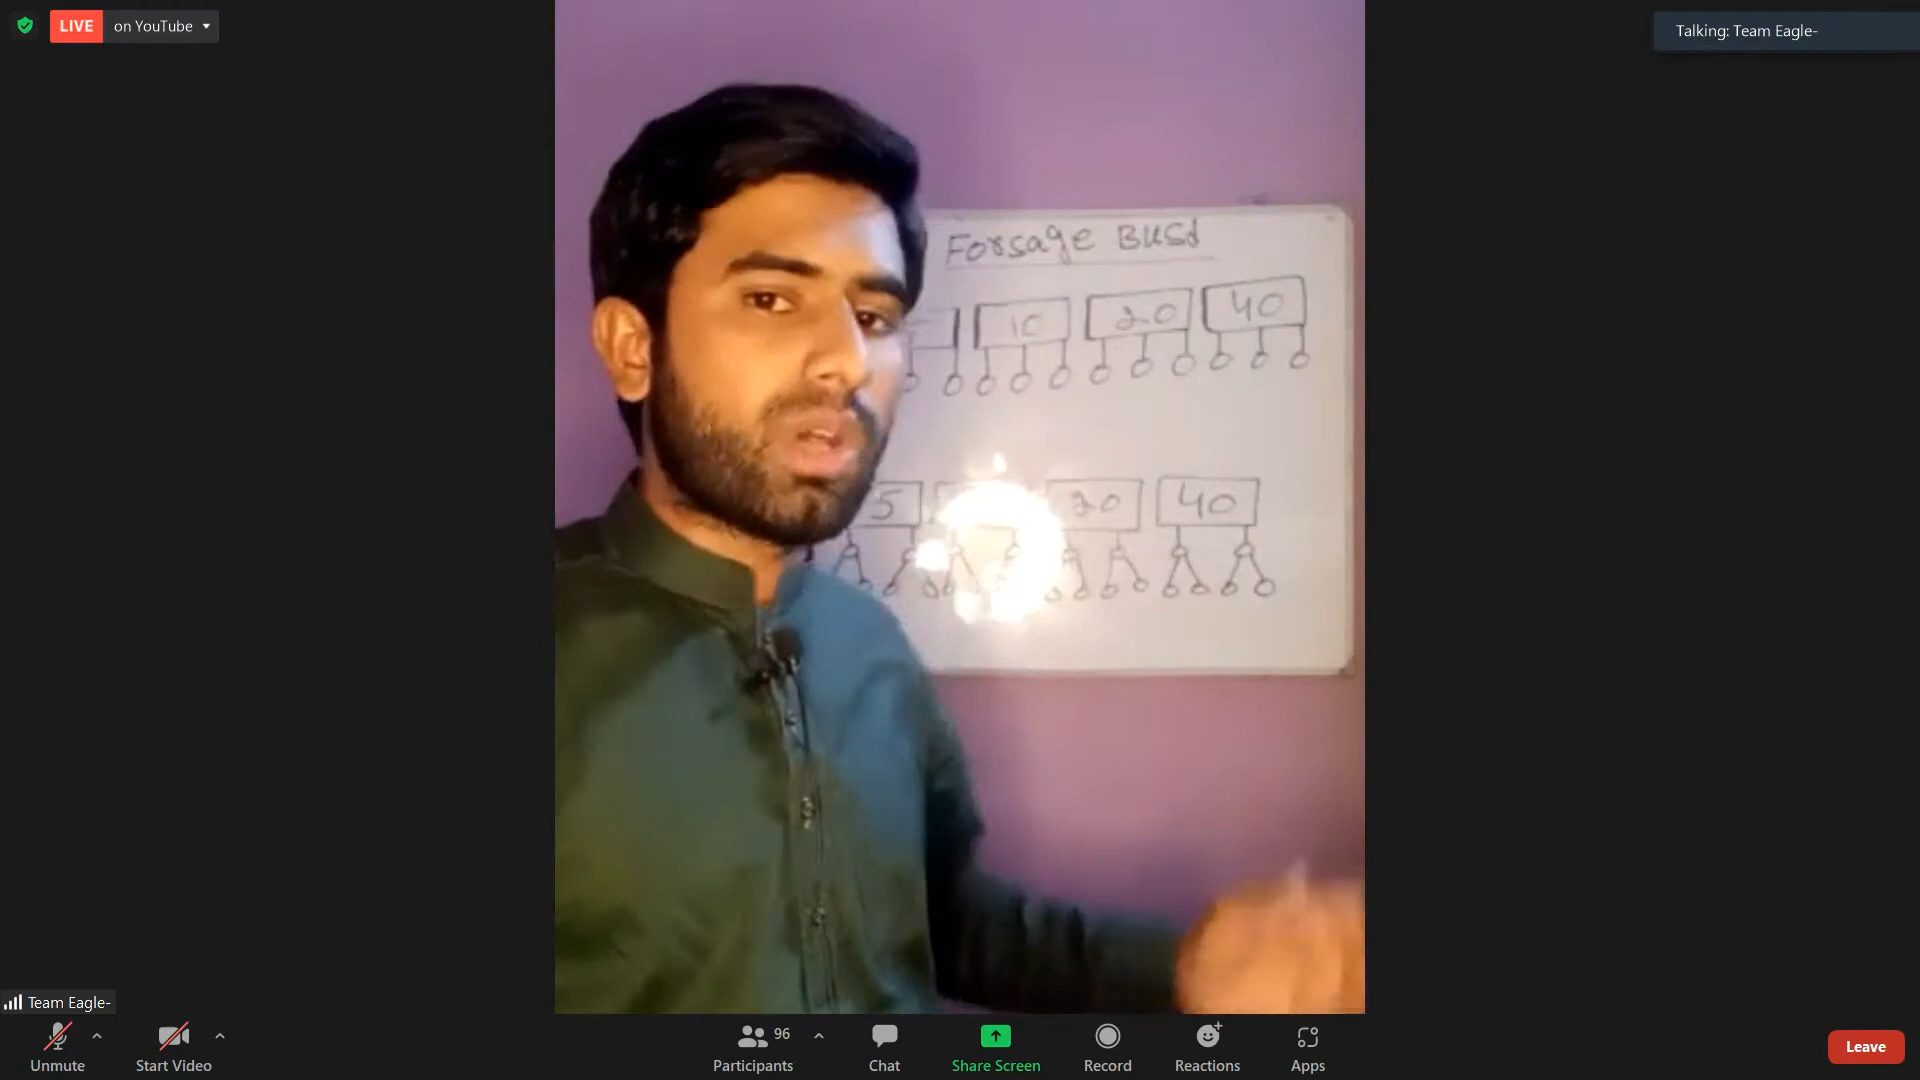 LIVE on YouTube
Talking: Team Eagle-
Forsage BUSd
10 20 40
5 20 40
Team Eagle-
Unmute Start Video Participants 96 Chat Share Screen Record Reactions Apps Leave